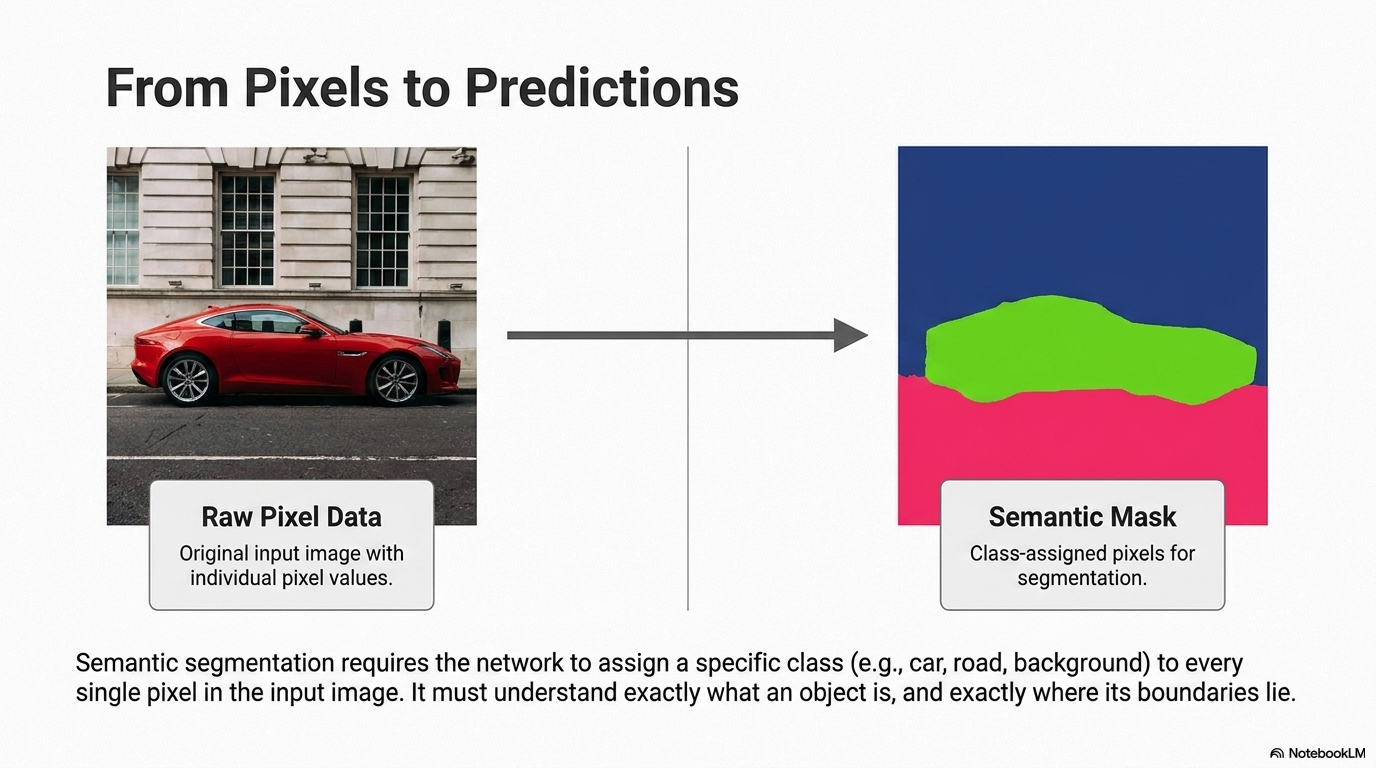 From Pixels to Predictions
Raw Pixel Data
Original input image with
individual pixel values.
Semantic Mask
Class-assigned pixels for
segmentation.
Semantic segmentation requires the network to assign a specific class (e.g., car, road, background) to every
single pixel in the input image. It must understand exactly what an object is, and exactly where its boundaries lie.
NotebookLM